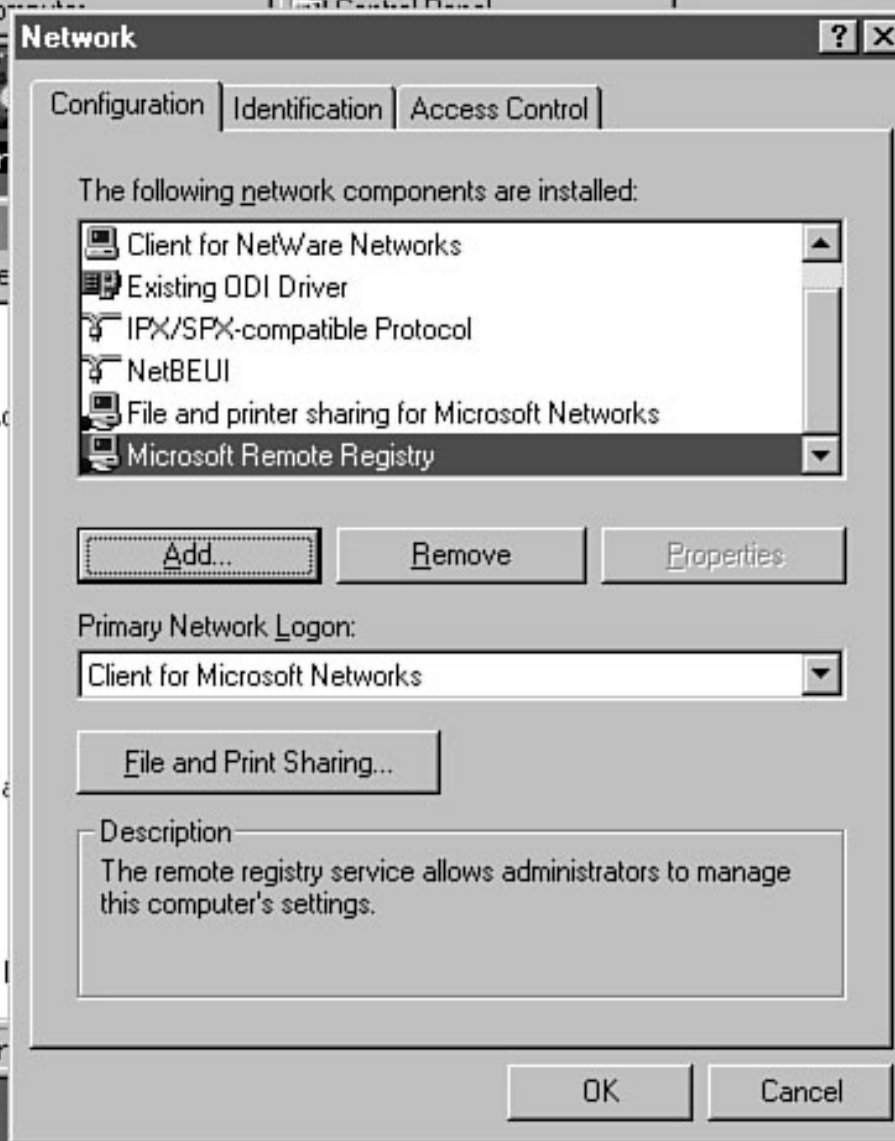 Control Panel
Network
Configuration
Identification
Access Control
The following network components are installed:
Client for NetWare Networks
Existing ODI Driver
IPX/SPX-compatible Protocol
NetBEUI
File and printer sharing for Microsoft Networks
Microsoft Remote Registry
Add...
Remove
Properties
Primary Network Logon:
Client for Microsoft Networks
File and Print Sharing...
Description
The remote registry service allows administrators to manage
this computer's settings.
OK
Cancel